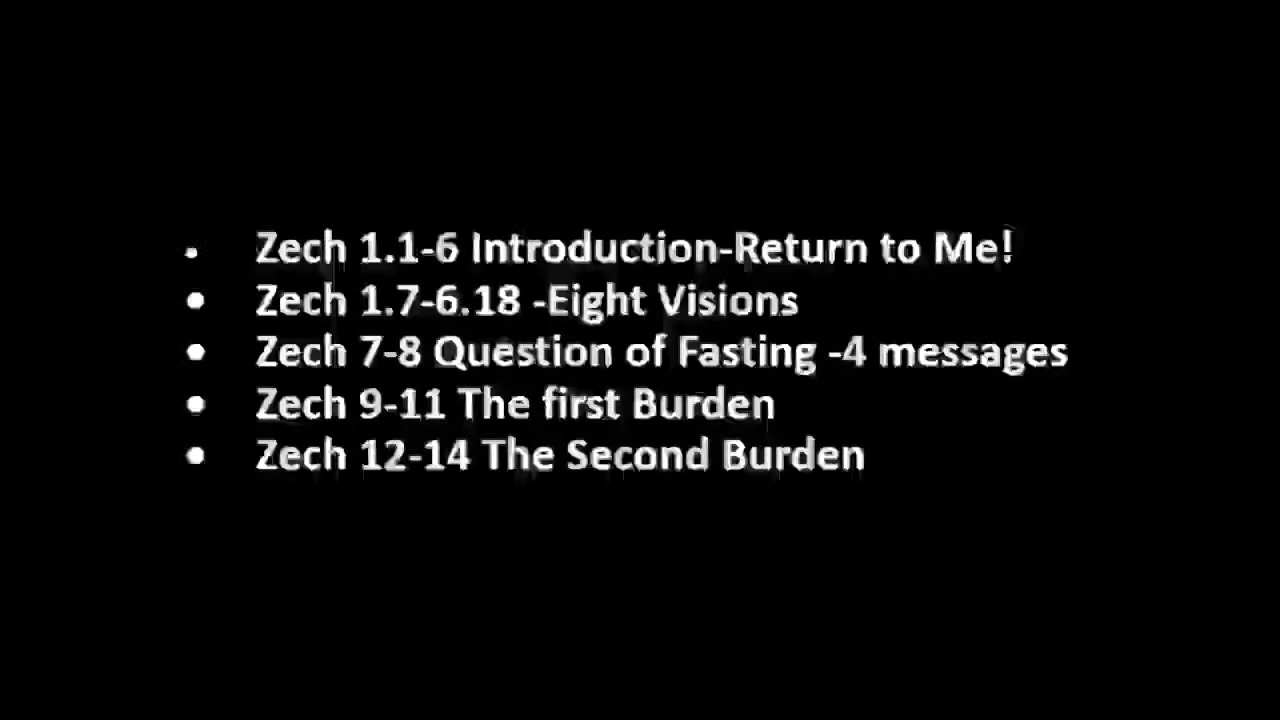 • Zech 1.1-6 Introduction-Return to Me!
• Zech 1.7-6.18 -Eight Visions
• Zech 7-8 Question of Fasting -4 messages
• Zech 9-11 The first Burden
• Zech 12-14 The Second Burden